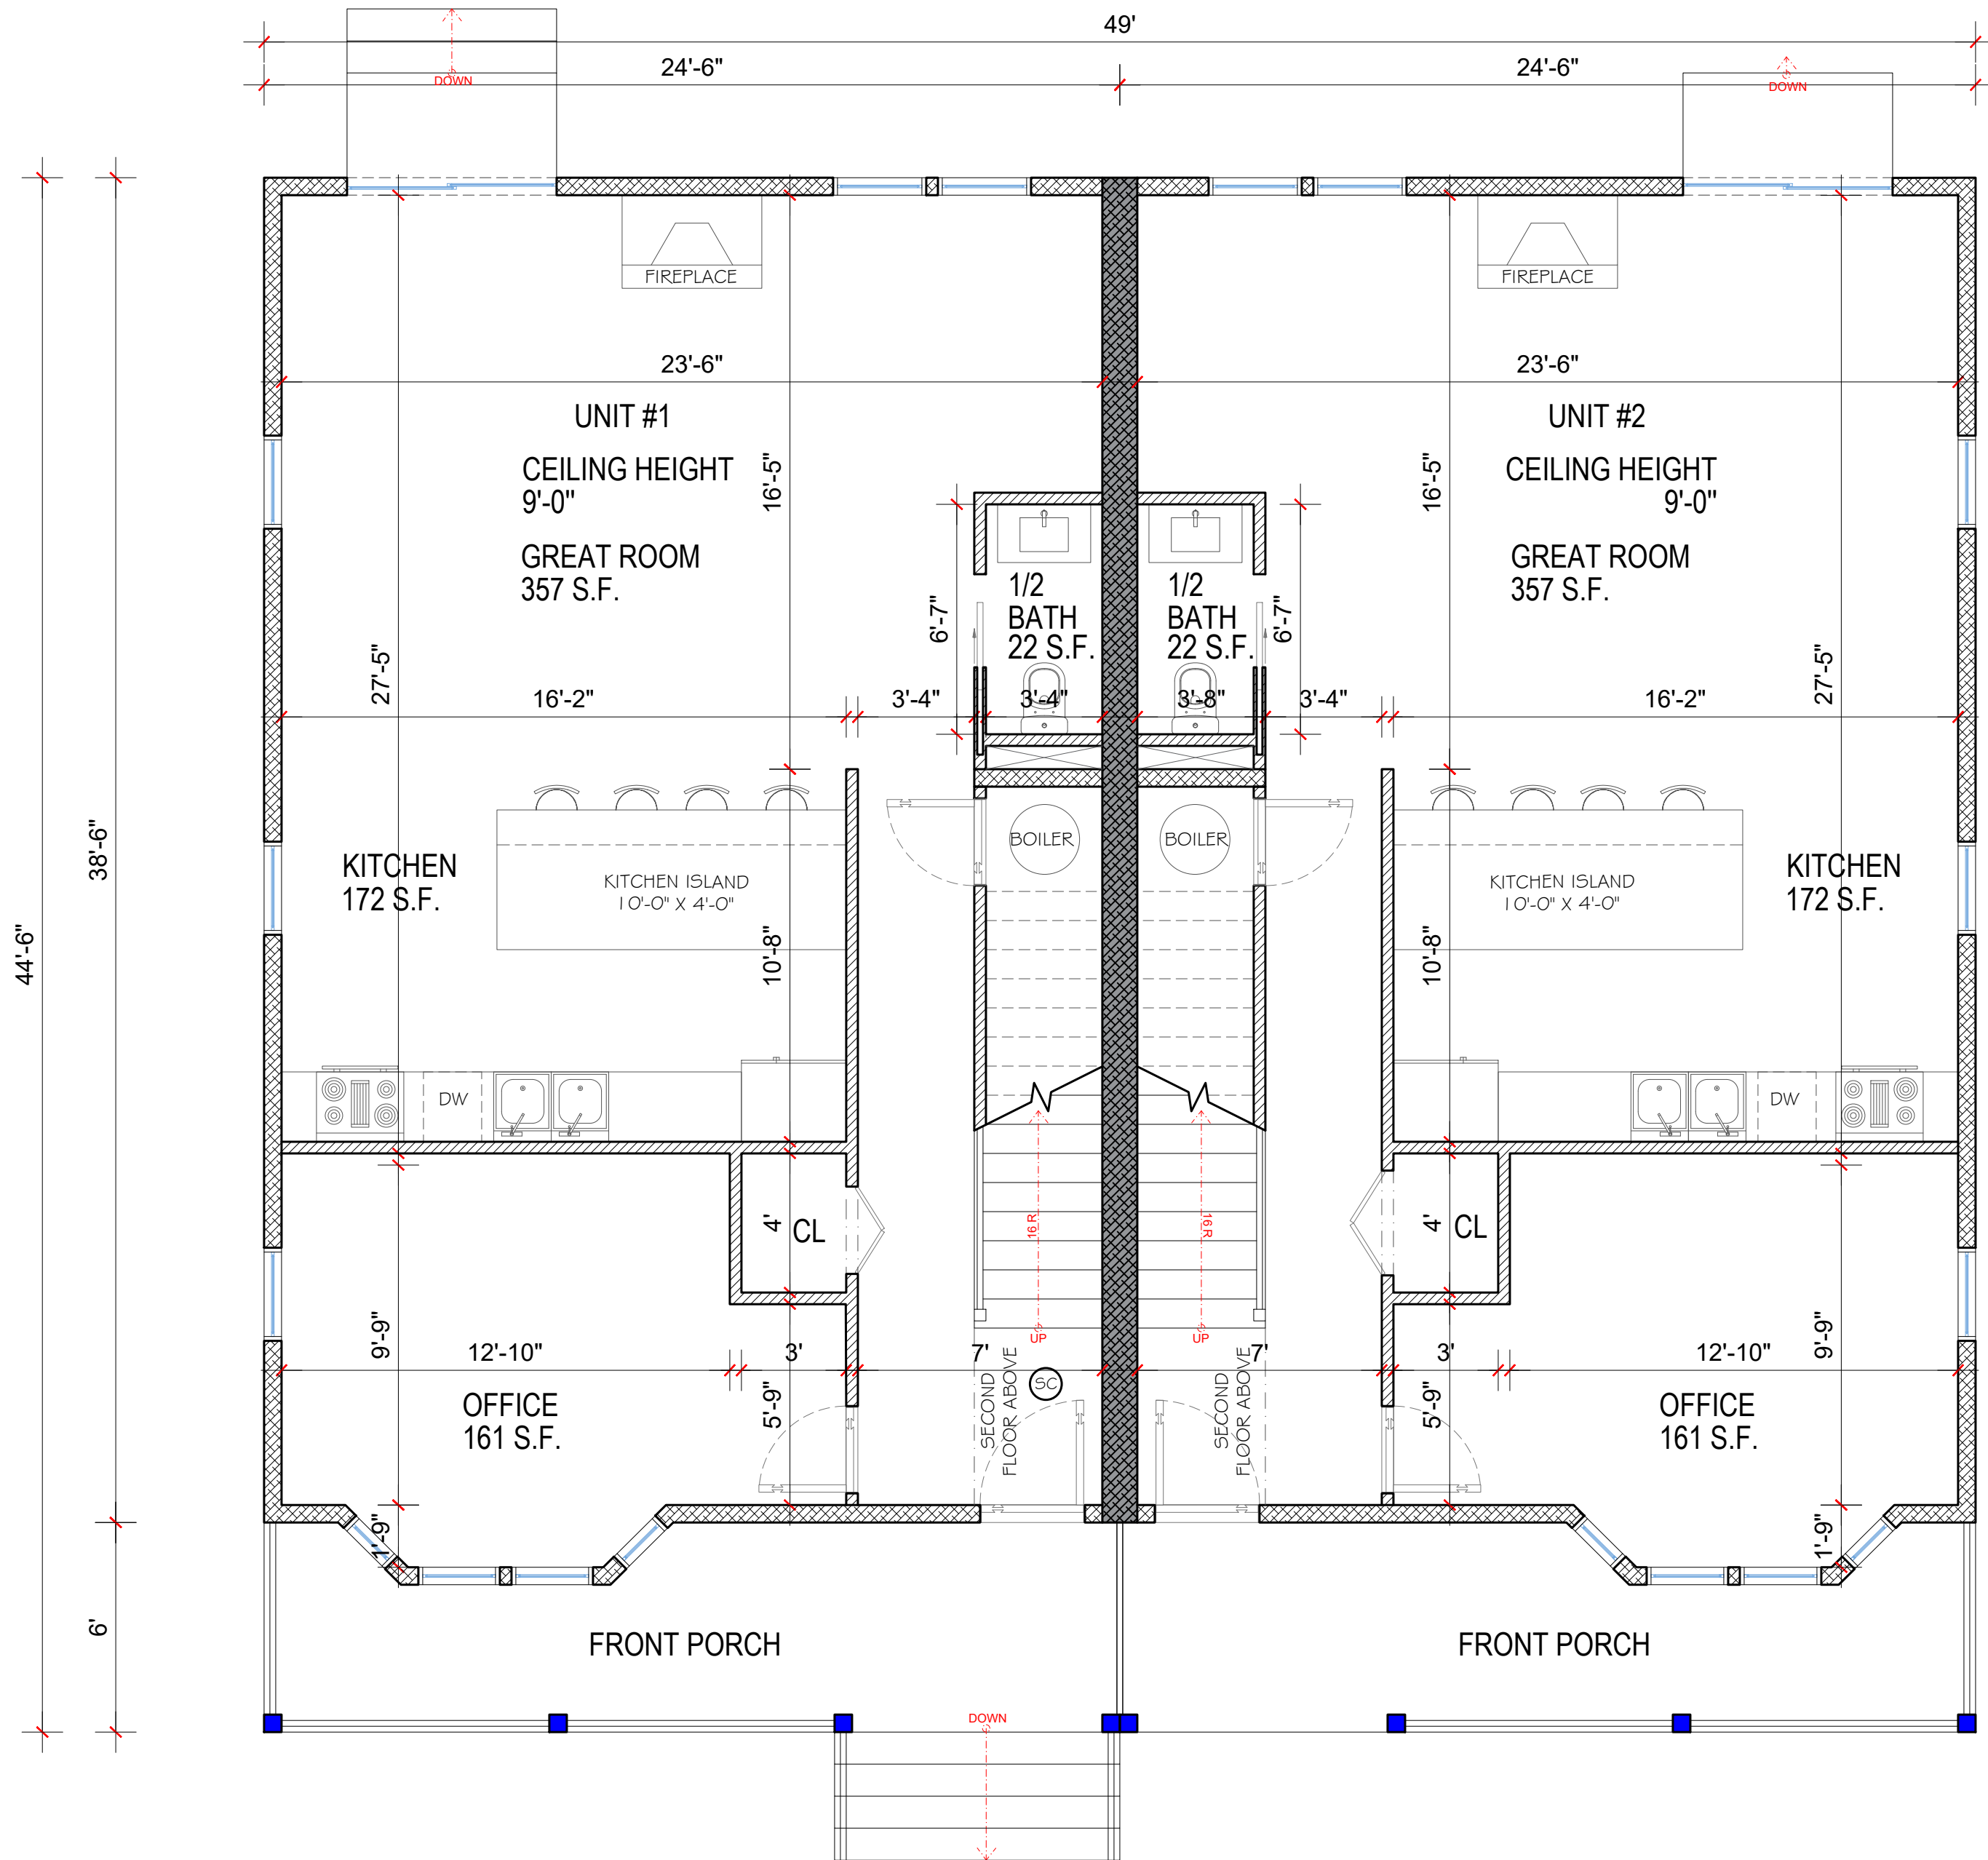 49'
24'-6"
24'-6"
DOWN
DOWN
FIREPLACE
FIREPLACE
23'-6"
23'-6"
UNIT #1
UNIT #2
CEILING HEIGHT
9'-0"
CEILING HEIGHT
9'-0"
16'-5"
16'-5"
GREAT ROOM
357 S.F.
GREAT ROOM
357 S.F.
1/2
BATH
22 S.F.
1/2
BATH
22 S.F.
6'-7"
6'-7"
27'-5"
27'-5"
16'-2"
3'-4"
3'-4"
3'-8"
3'-4"
16'-2"
38'-6"
44'-6"
BOILER
BOILER
KITCHEN
172 S.F.
KITCHEN ISLAND
10'-0" X 4'-0"
KITCHEN ISLAND
10'-0" X 4'-0"
KITCHEN
172 S.F.
10'-8"
10'-8"
DW
DW
4'
CL
16 R
16 R
4'
CL
UP
UP
9'-9"
12'-10"
3'
7'
7'
3'
12'-10"
9'-9"
SECOND
FLOOR ABOVE
SC
SECOND
FLOOR ABOVE
5'-9"
5'-9"
OFFICE
161 S.F.
OFFICE
161 S.F.
1'-9"
1'-9"
6'
FRONT PORCH
FRONT PORCH
DOWN